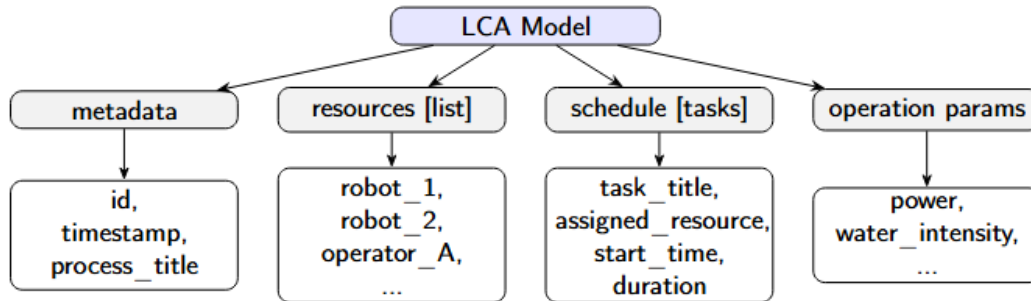 LCA Model
metadata
resources [list]
schedule [tasks]
operation params
id,
timestamp,
process_title
robot_1,
robot_2,
operator_A,
...
task_title,
assigned_resource,
start_time,
duration
power,
water_intensity,
...